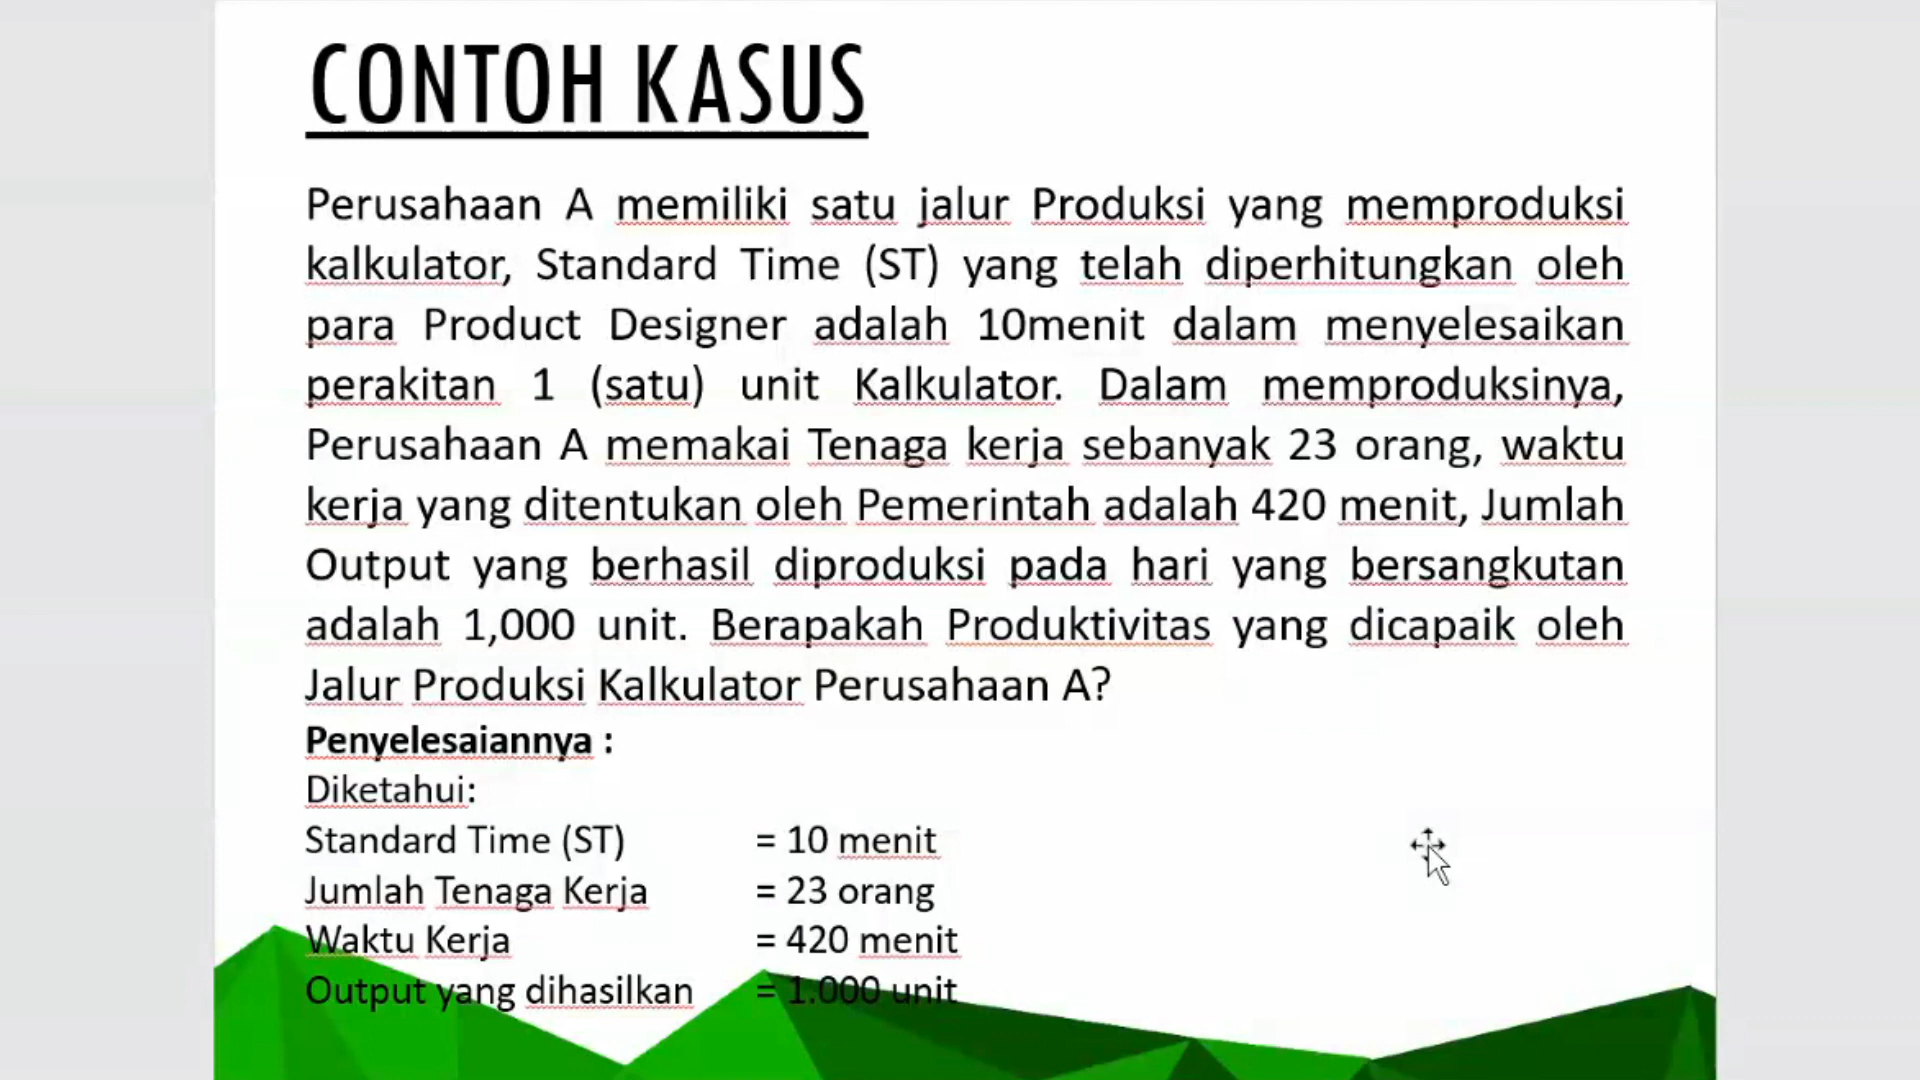 CONTOH KASUS
Perusahaan A memiliki satu jalur Produksi yang memproduksi
kalkulator, Standard Time (ST) yang telah diperhitungkan oleh
para Product Designer adalah 10menit dalam menyelesaikan
perakitan 1 (satu) unit Kalkulator. Dalam memproduksinya,
Perusahaan A memakai Tenaga kerja sebanyak 23 orang, waktu
kerja yang ditentukan oleh Pemerintah adalah 420 menit, Jumlah
Output yang berhasil diproduksi pada hari yang bersangkutan
adalah 1,000 unit. Berapakah Produktivitas yang dicapaik oleh
Jalur Produksi Kalkulator Perusahaan A?
Penyelesaiannya :
Diketahui:
Standard Time (ST) = 10 menit
Jumlah Tenaga Kerja = 23 orang
Waktu Kerja = 420 menit
Output yang dihasilkan = 1.000 unit